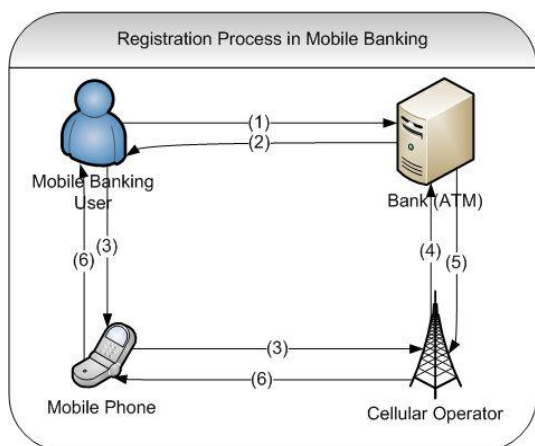 Registration Process in Mobile Banking
(1)
(2)
Mobile Banking
User
Bank (ATM)
(3)
(6)
(4)
(5)
(3)
(6)
Mobile Phone
Cellular Operator